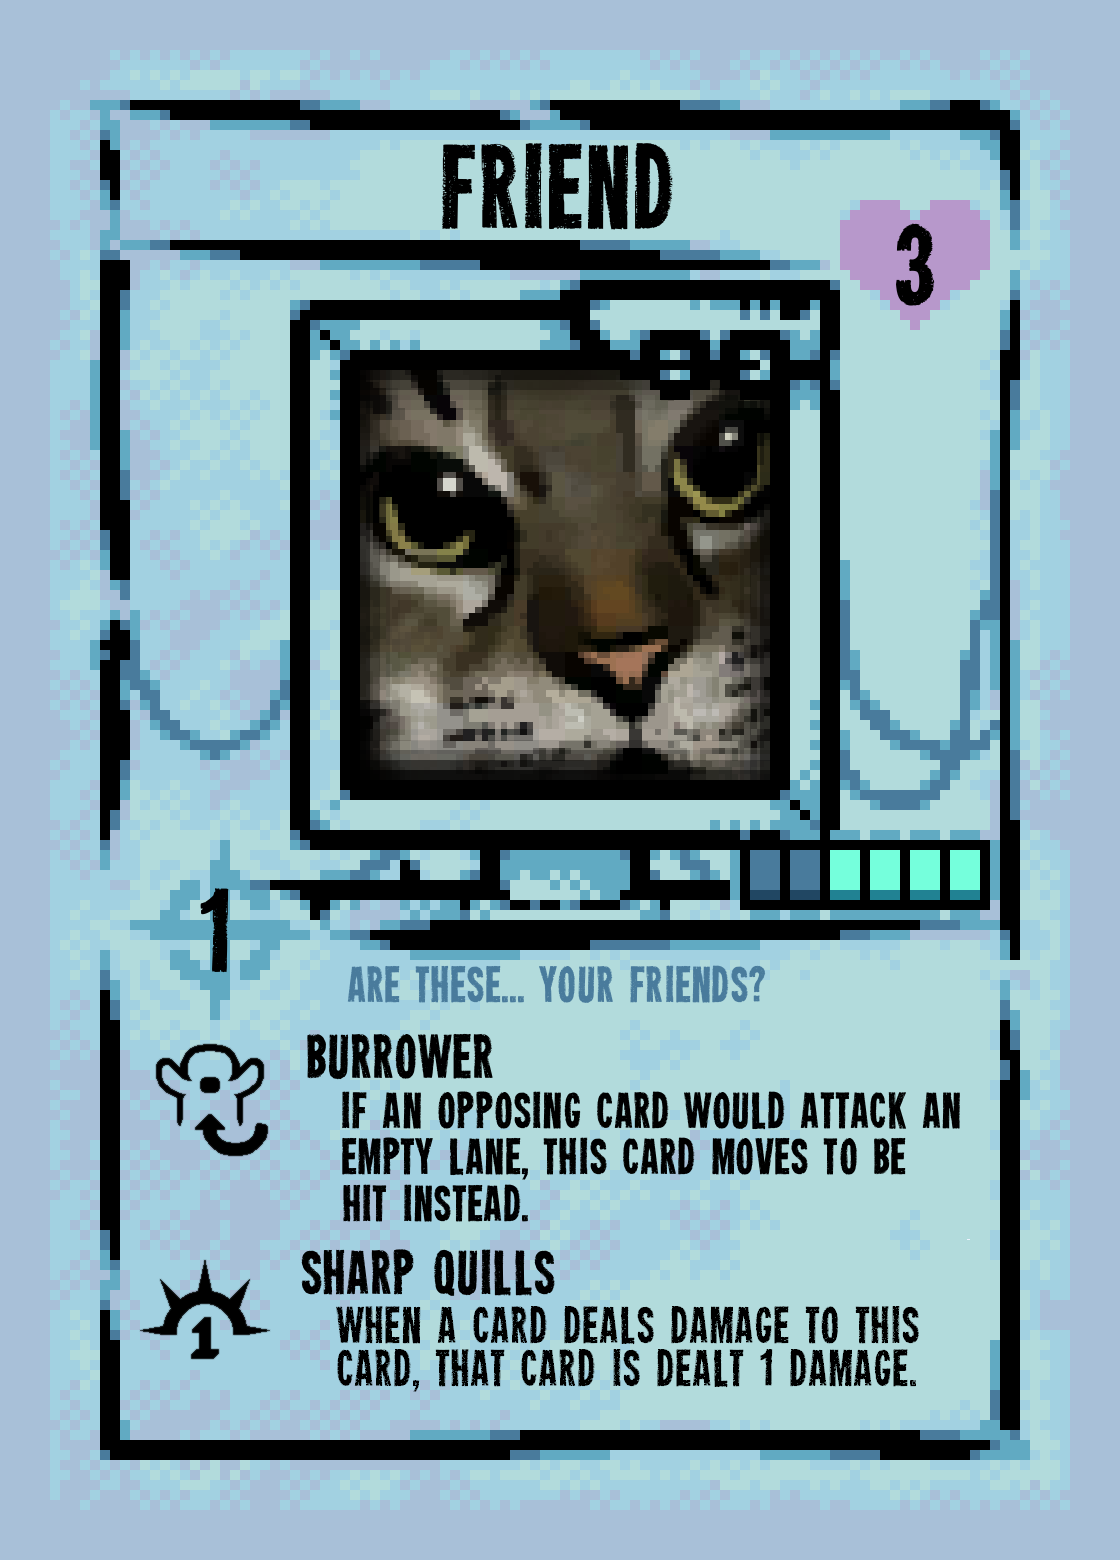 FRIEND
3
1
ARE THESE... YOUR FRIENDS?
BURROWER
IF AN OPPOSING CARD WOULD ATTACK AN
EMPTY LANE, THIS CARD MOVES TO BE
HIT INSTEAD.
SHARP QUILLS
1
WHEN A CARD DEALS DAMAGE TO THIS
CARD, THAT CARD IS DEALT 1 DAMAGE.